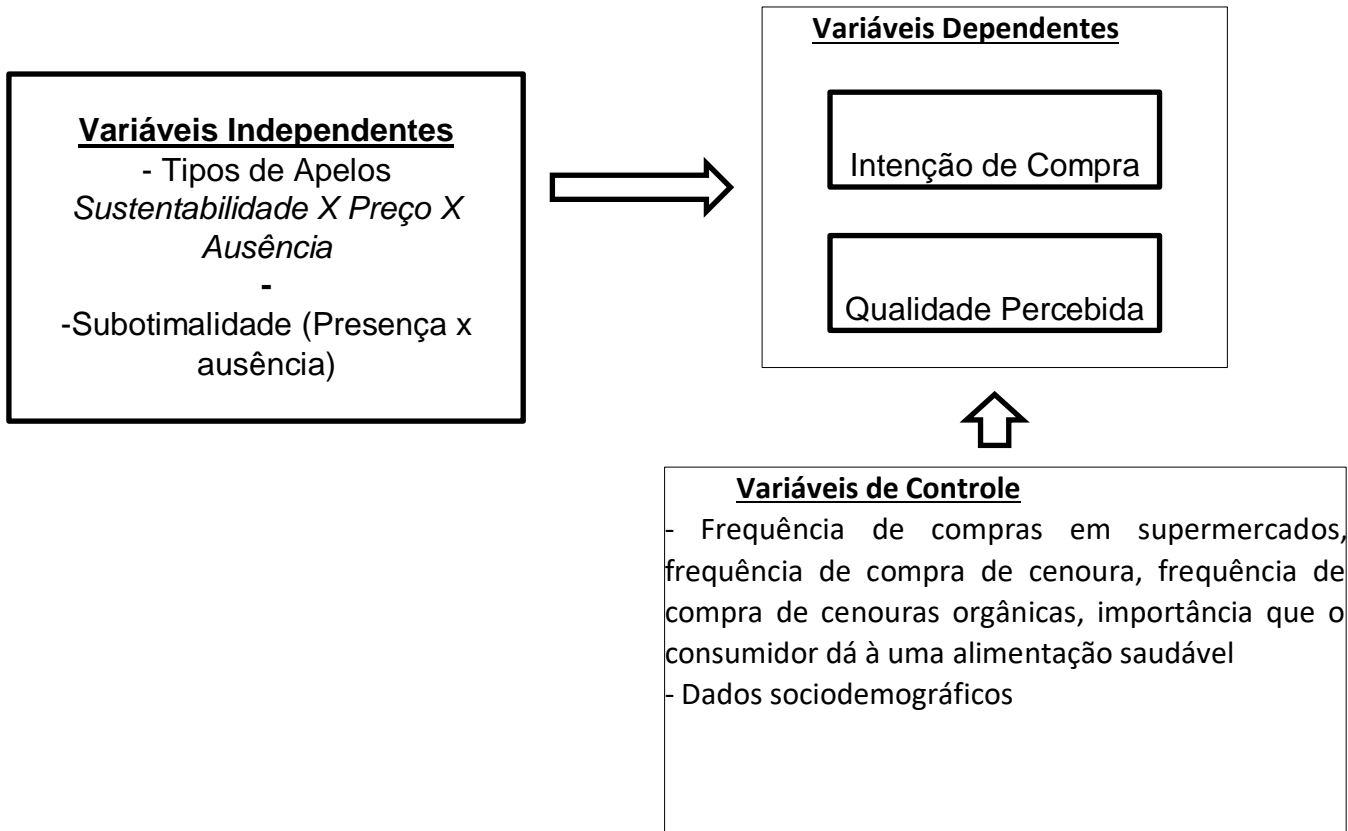 Variáveis Independentes
- Tipos de Apelos
Sustentabilidade X Preço X
Ausência
-
-Subotimalidade (Presença x
ausência)
Variáveis Dependentes
Intenção de Compra
Qualidade Percebida
Variáveis de Controle
- Frequência de compras em supermercados,
frequência de compra de cenoura, frequência de
compra de cenouras orgânicas, importância que o
consumidor dá à uma alimentação saudável
- Dados sociodemográficos